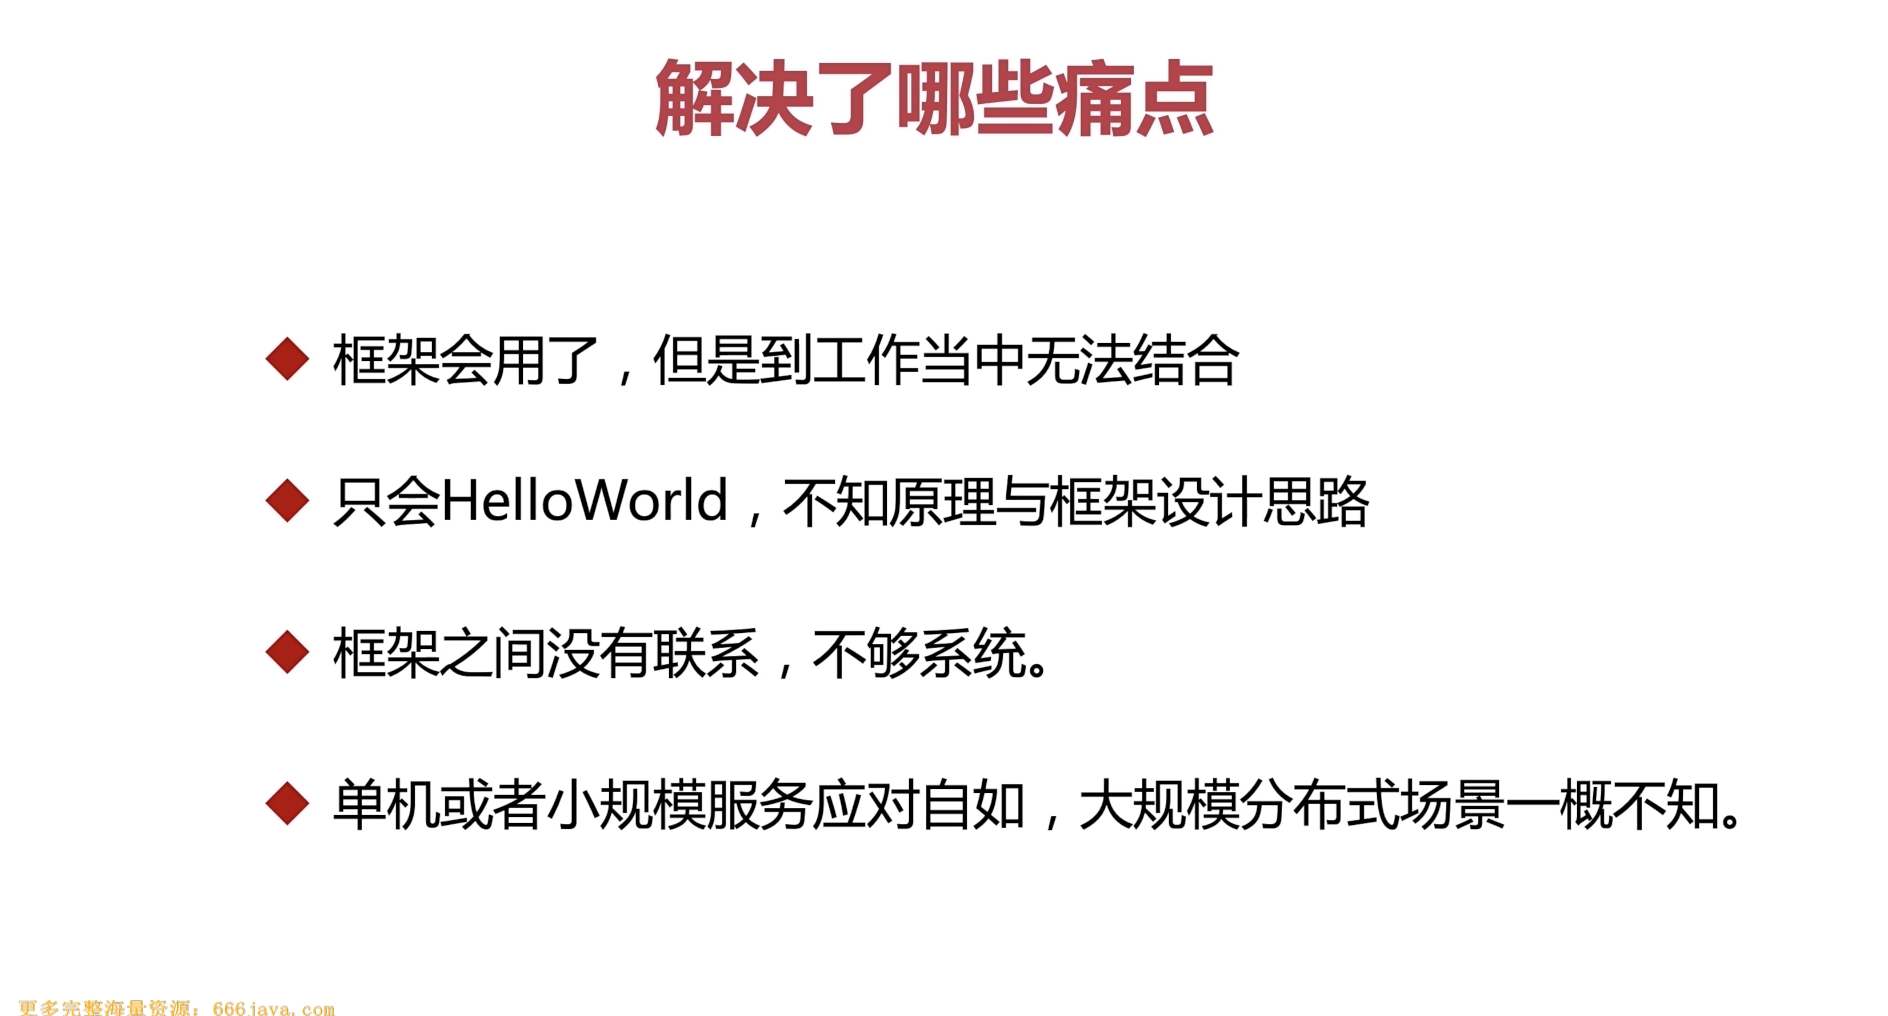 解决了哪些痛点
框架会用了，但是到工作当中无法结合
只会HelloWorld，不知原理与框架设计思路
框架之间没有联系，不够系统。
单机或者小规模服务应对自如，大规模分布式场景一概不知。
更多完整海量资源：666java.com